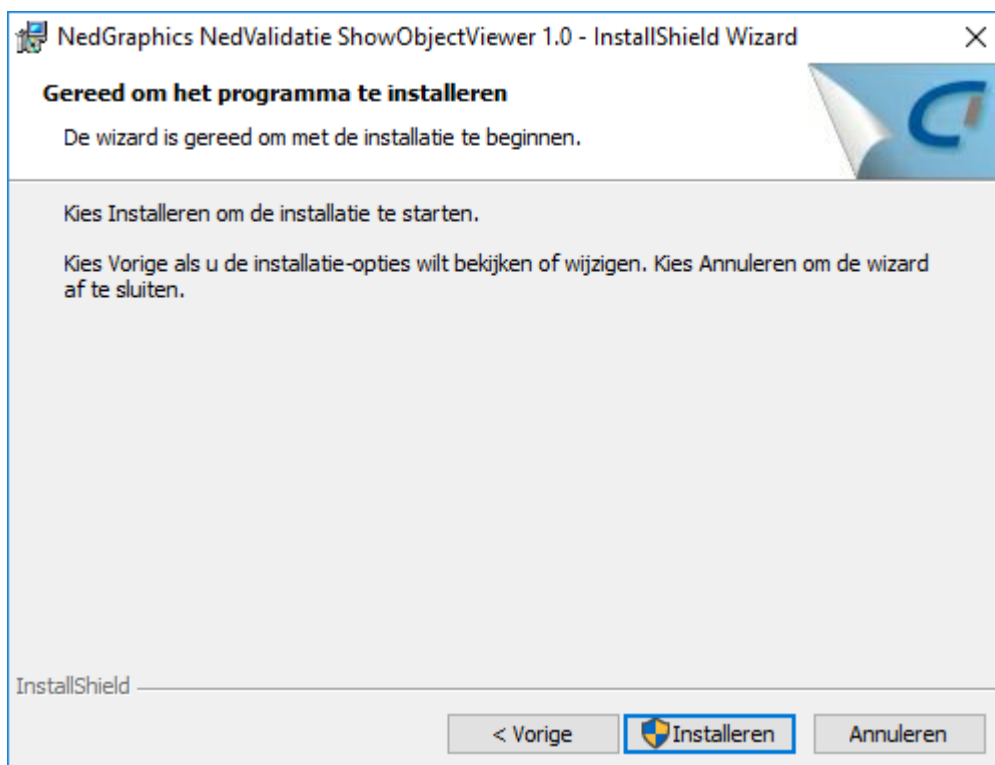 NedGraphics NedValidatie ShowObjectViewer 1.0 - InstallShield Wizard
Gereed om het programma te installeren
De wizard is gereed om met de installatie te beginnen.
Kies Installeren om de installatie te starten.
Kies Vorige als u de installatie-opties wilt bekijken of wijzigen. Kies Annuleren om de wizard
af te sluiten.
InstallShield
< Vorige
Installeren
Annuleren